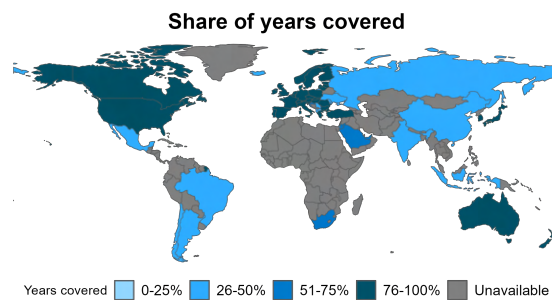 Share of years covered
Years covered 0-25% 26-50% 51-75% 76-100% Unavailable